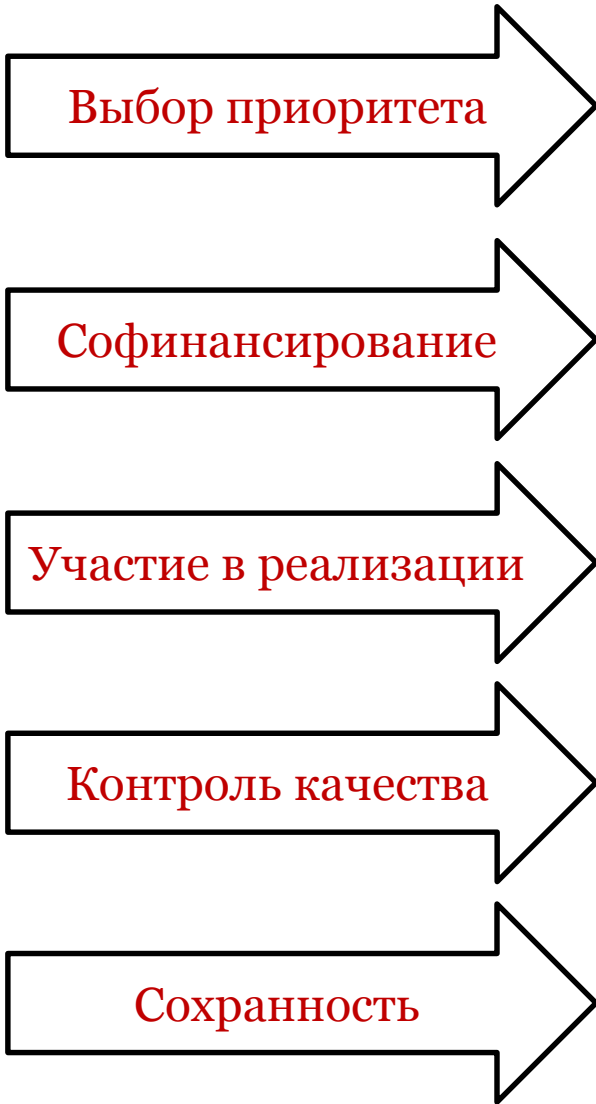 Выбор приоритета
Софинансирование
Участие в реализации
Контроль качества
Сохранность